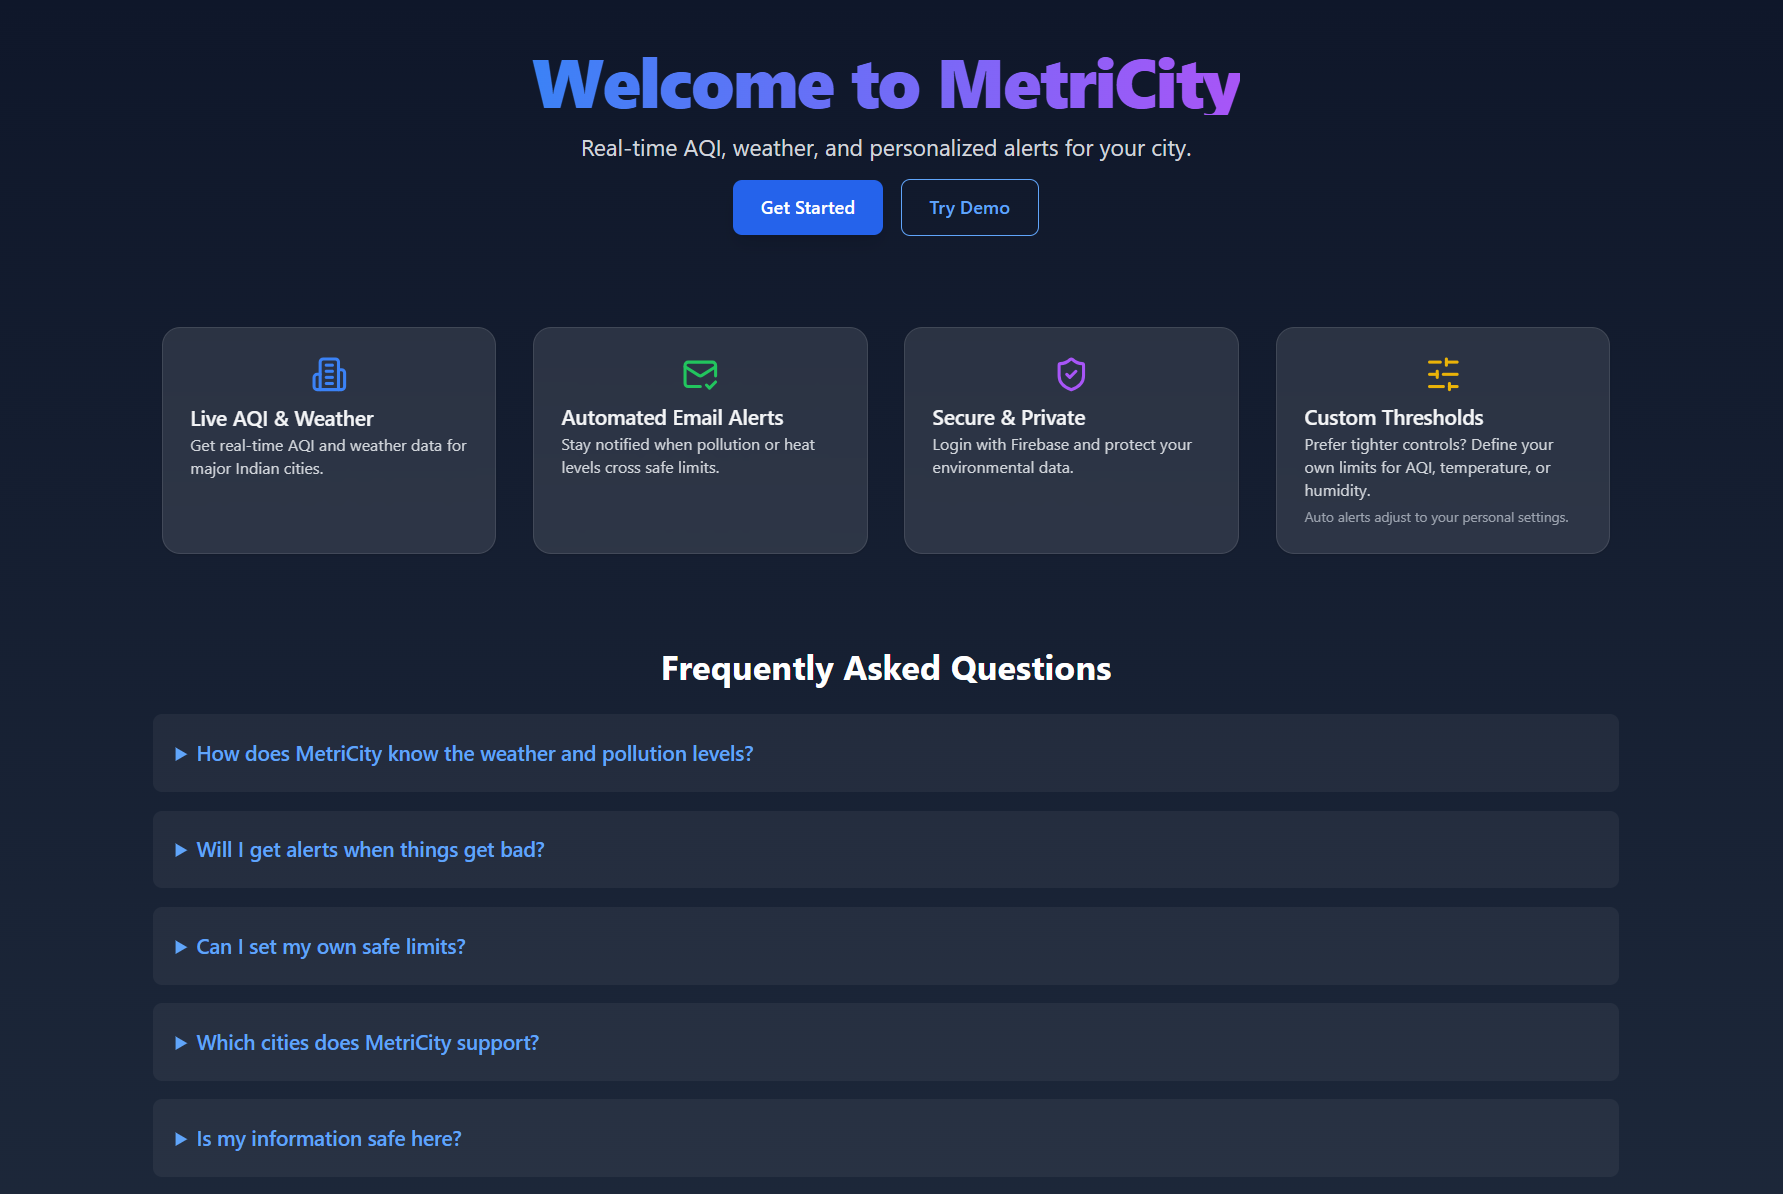 Welcome to MetriCity
Real-time AQI, weather, and personalized alerts for your city.
Get Started
Try Demo
Live AQI & Weather
Get real-time AQI and weather data for
major Indian cities.
Automated Email Alerts
Stay notified when pollution or heat
levels cross safe limits.
Secure & Private
Login with Firebase and protect your
environmental data.
Custom Thresholds
Prefer tighter controls? Define your
own limits for AQI, temperature, or
humidity.
Auto alerts adjust to your personal settings.
Frequently Asked Questions
How does MetriCity know the weather and pollution levels?
Will I get alerts when things get bad?
Can I set my own safe limits?
Which cities does MetriCity support?
Is my information safe here?